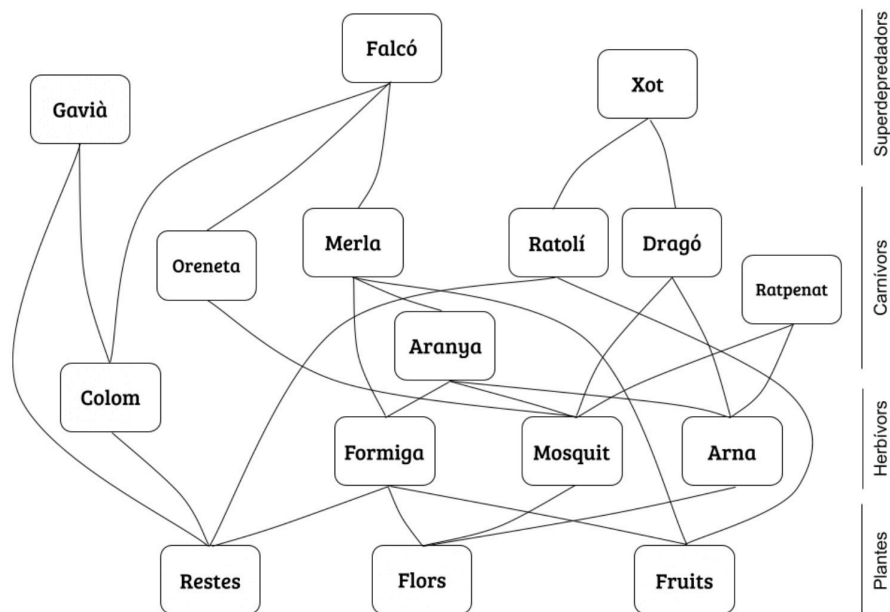 Falcó
Xot
Gavià
Superdepredadors
Oreneta
Merla
Ratolí
Dragó
Ratpenat
Carnívors
Aranya
Colom
Formiga
Mosquit
Arna
Herbívors
Restes
Flors
Fruits
Plantes